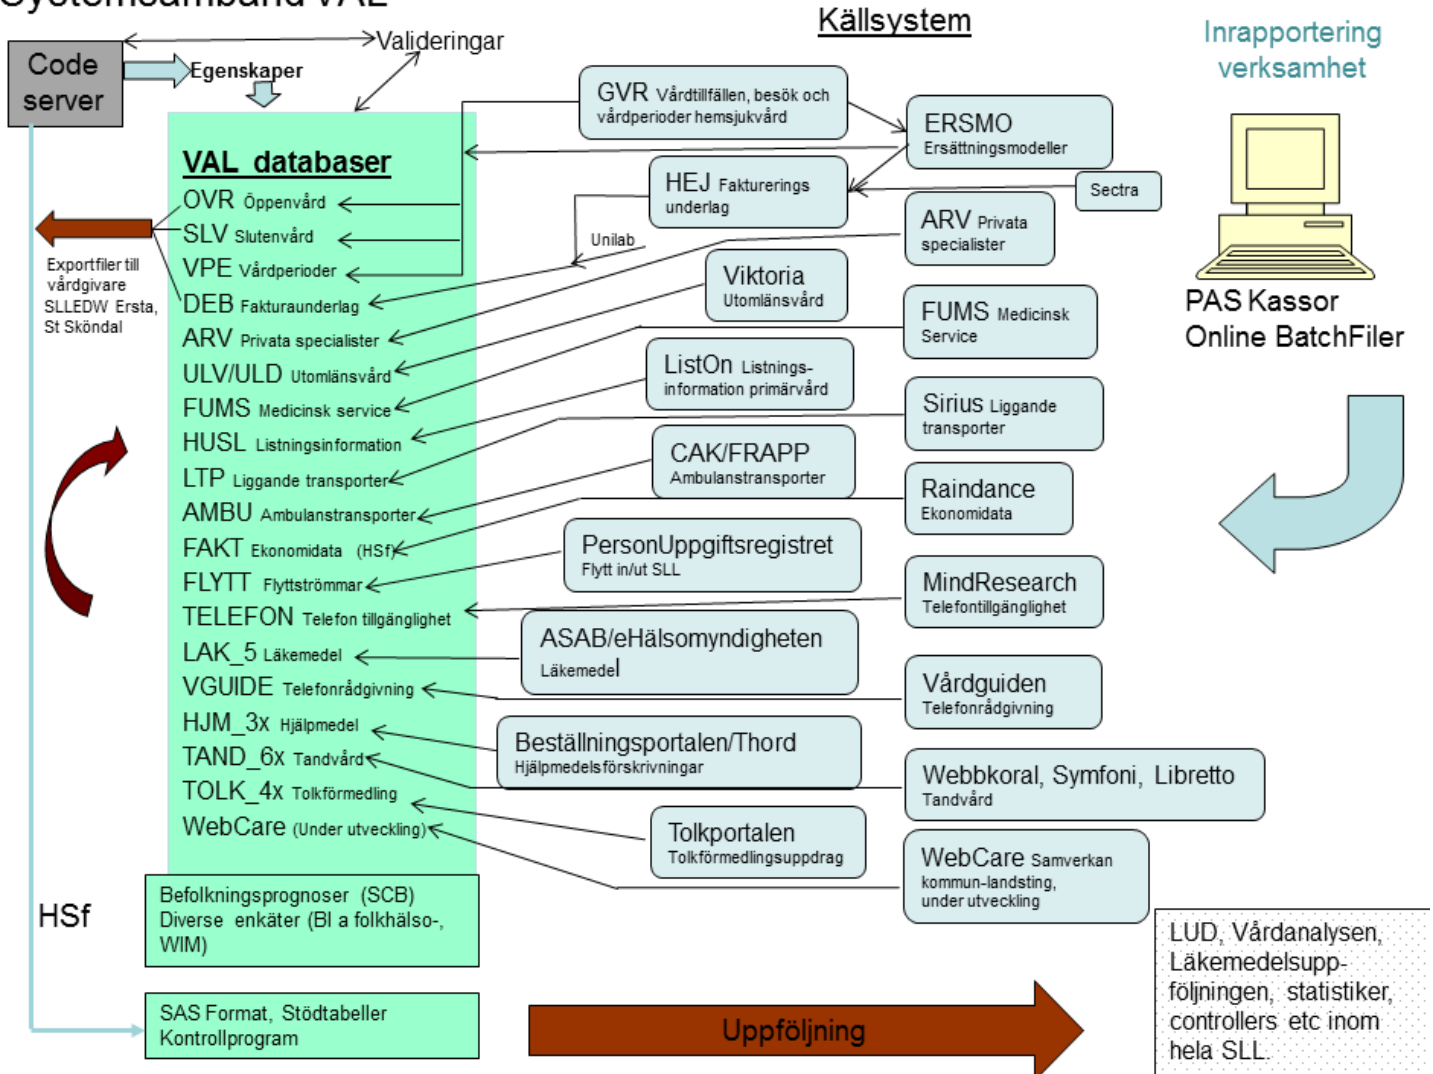 Systemsamband VAL
Källsystem
Inrapportering
verksamhet
Code
server
Valideringar
Egenskaper
VAL databaser
OVR Öppenvård
SLV Slutenvård
VPE Vårdperioder
DEB Fakturaunderlag
ARV Privata specialister
ULV/ULD Utomlänsvård
FUMS Medicinsk service
HUSL Listningsinformation
LTP Liggande transporter
AMBU Ambulanstransporter
FAKT Ekonomidata (HSf)
FLYTT Flyttströmmar
TELEFON Telefon tillgänglighet
LAK_5 Läkemedel
VGUIDE Telefonrådgivning
HJM_3x Hjälpmedel
TAND_6x Tandvård
TOLK_4x Tolkförmedling
WebCare (Under utveckling)
Exportfiler till
vårdgivare
SLLEDW Ersta,
St Sköndal
GVR Vårdtillfällen, besök och
vårdperioder hemsjukvård
ERSMO
Ersättningsmodeller
HEJ Fakturerings
underlag
Sectra
Unilab
ARV Privata
specialister
Viktoria
Utomlänsvård
FUMS Medicinsk
Service
ListOn Listnings-
information primärvård
Sirius Liggande
transporter
CAK/FRAPP
Ambulanstransporter
Raindance
Ekonomidata
PersonUppgiftsregistret
Flytt in/ut SLL
MindResearch
Telefontillgänglighet
ASAB/eHälsomyndigheten
Läkemedel
Vårdguiden
Telefonrådgivning
Beställningsportalen/Thord
Hjälpmedelsförskrivningar
Webbkoral, Symfoni, Libretto
Tandvård
Tolkportalen
Tolkförmedlingsuppdrag
WebCare Samverkan
kommun-landsting,
under utveckling
PAS Kassor
Online BatchFiler
HSf
Befolkningsprognoser (SCB)
Diverse enkäter (Bl a folkhälso-,
WIM)
SAS Format, Stödtabeller
Kontrollprogram
Uppföljning
LUD, Vårdanalysen,
Läkemedelsupp-
följningen, statistiker,
controllers etc inom
hela SLL.